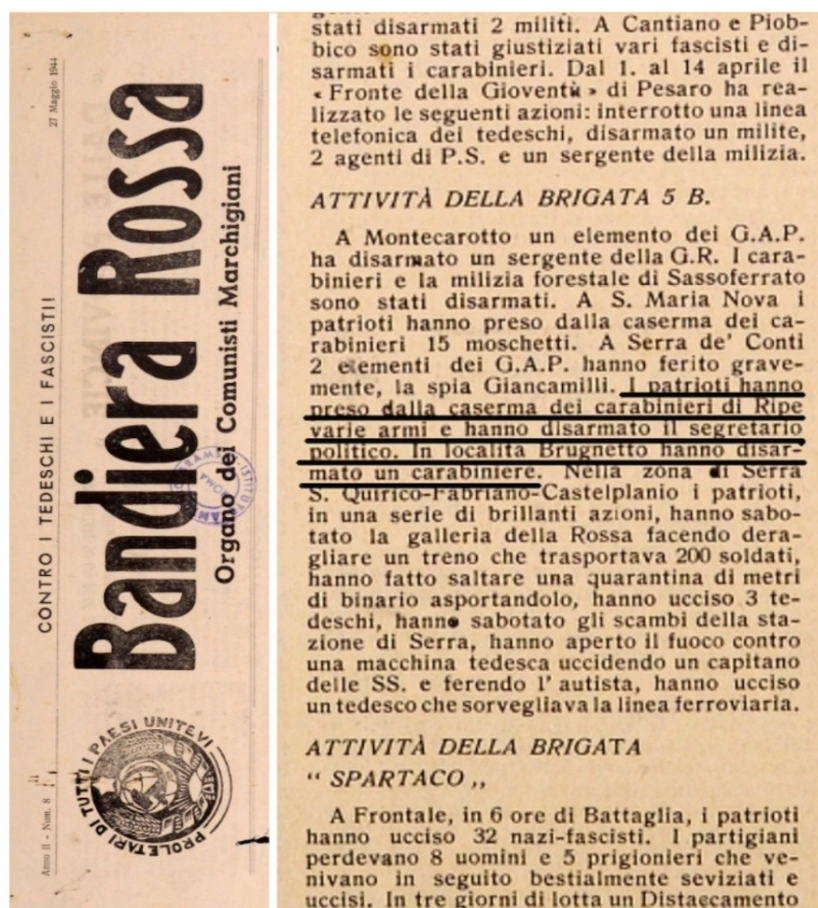 27 Maggio 1944
CONTRO I TEDESCHI E I FASCISTI!
Bandiera Rossa
Organo dei Comunisti Marchigiani
Anno II - Num. 8
PROLETARI DI TUTTI I PAESI UNITEVI
stati disarmati 2 militi. A Cantiano e Piob-
bico sono stati giustiziati vari fascisti e di-
sarmati i carabinieri. Dal 1. al 14 aprile il
« Fronte della Gioventù » di Pesaro ha rea-
lizzato le seguenti azioni: interrotto una linea
telefonica dei tedeschi, disarmato un milite,
2 agenti di P.S. e un sergente della milizia.
ATTIVITÀ DELLA BRIGATA 5 B.
A Montecarotto un elemento dei G.A.P.
ha disarmato un sergente della G.R. I cara-
binieri e la milizia forestale di Sassoferrato
sono stati disarmati. A S. Maria Nova i
patrioti hanno preso dalla caserma dei ca-
rabinieri 15 moschetti. A Serra de' Conti
2 elementi dei G.A.P. hanno ferito grave-
mente, la spia Giancamilli. I patrioti hanno
preso dalla caserma dei carabinieri di Ripe
varie armi e hanno disarmato il segretario
politico. In località Brugnetto hanno disar-
mato un carabiniere. Nella zona di Serra
S. Quirico-Fabriano-Castelplanio i patrioti,
in una serie di brillanti azioni, hanno sabo-
tato la galleria della Rossa facendo dera-
gliare un treno che trasportava 200 soldati,
hanno fatto saltare una quarantina di metri
di binario asportandolo, hanno ucciso 3 te-
deschi, hanno sabotato gli scambi della sta-
zione di Serra, hanno aperto il fuoco contro
una macchina tedesca uccidendo un capitano
delle SS. e ferendo l' autista, hanno ucciso
un tedesco che sorvegliava la linea ferroviaria.
ATTIVITÀ DELLA BRIGATA
“ SPARTACO „
A Frontale, in 6 ore di Battaglia, i patrioti
hanno ucciso 32 nazi-fascisti. I partigiani
perdevano 8 uomini e 5 prigionieri che ve-
nivano in seguito bestialmente seviziati e
uccisi. In tre giorni di lotta un Distaccamento